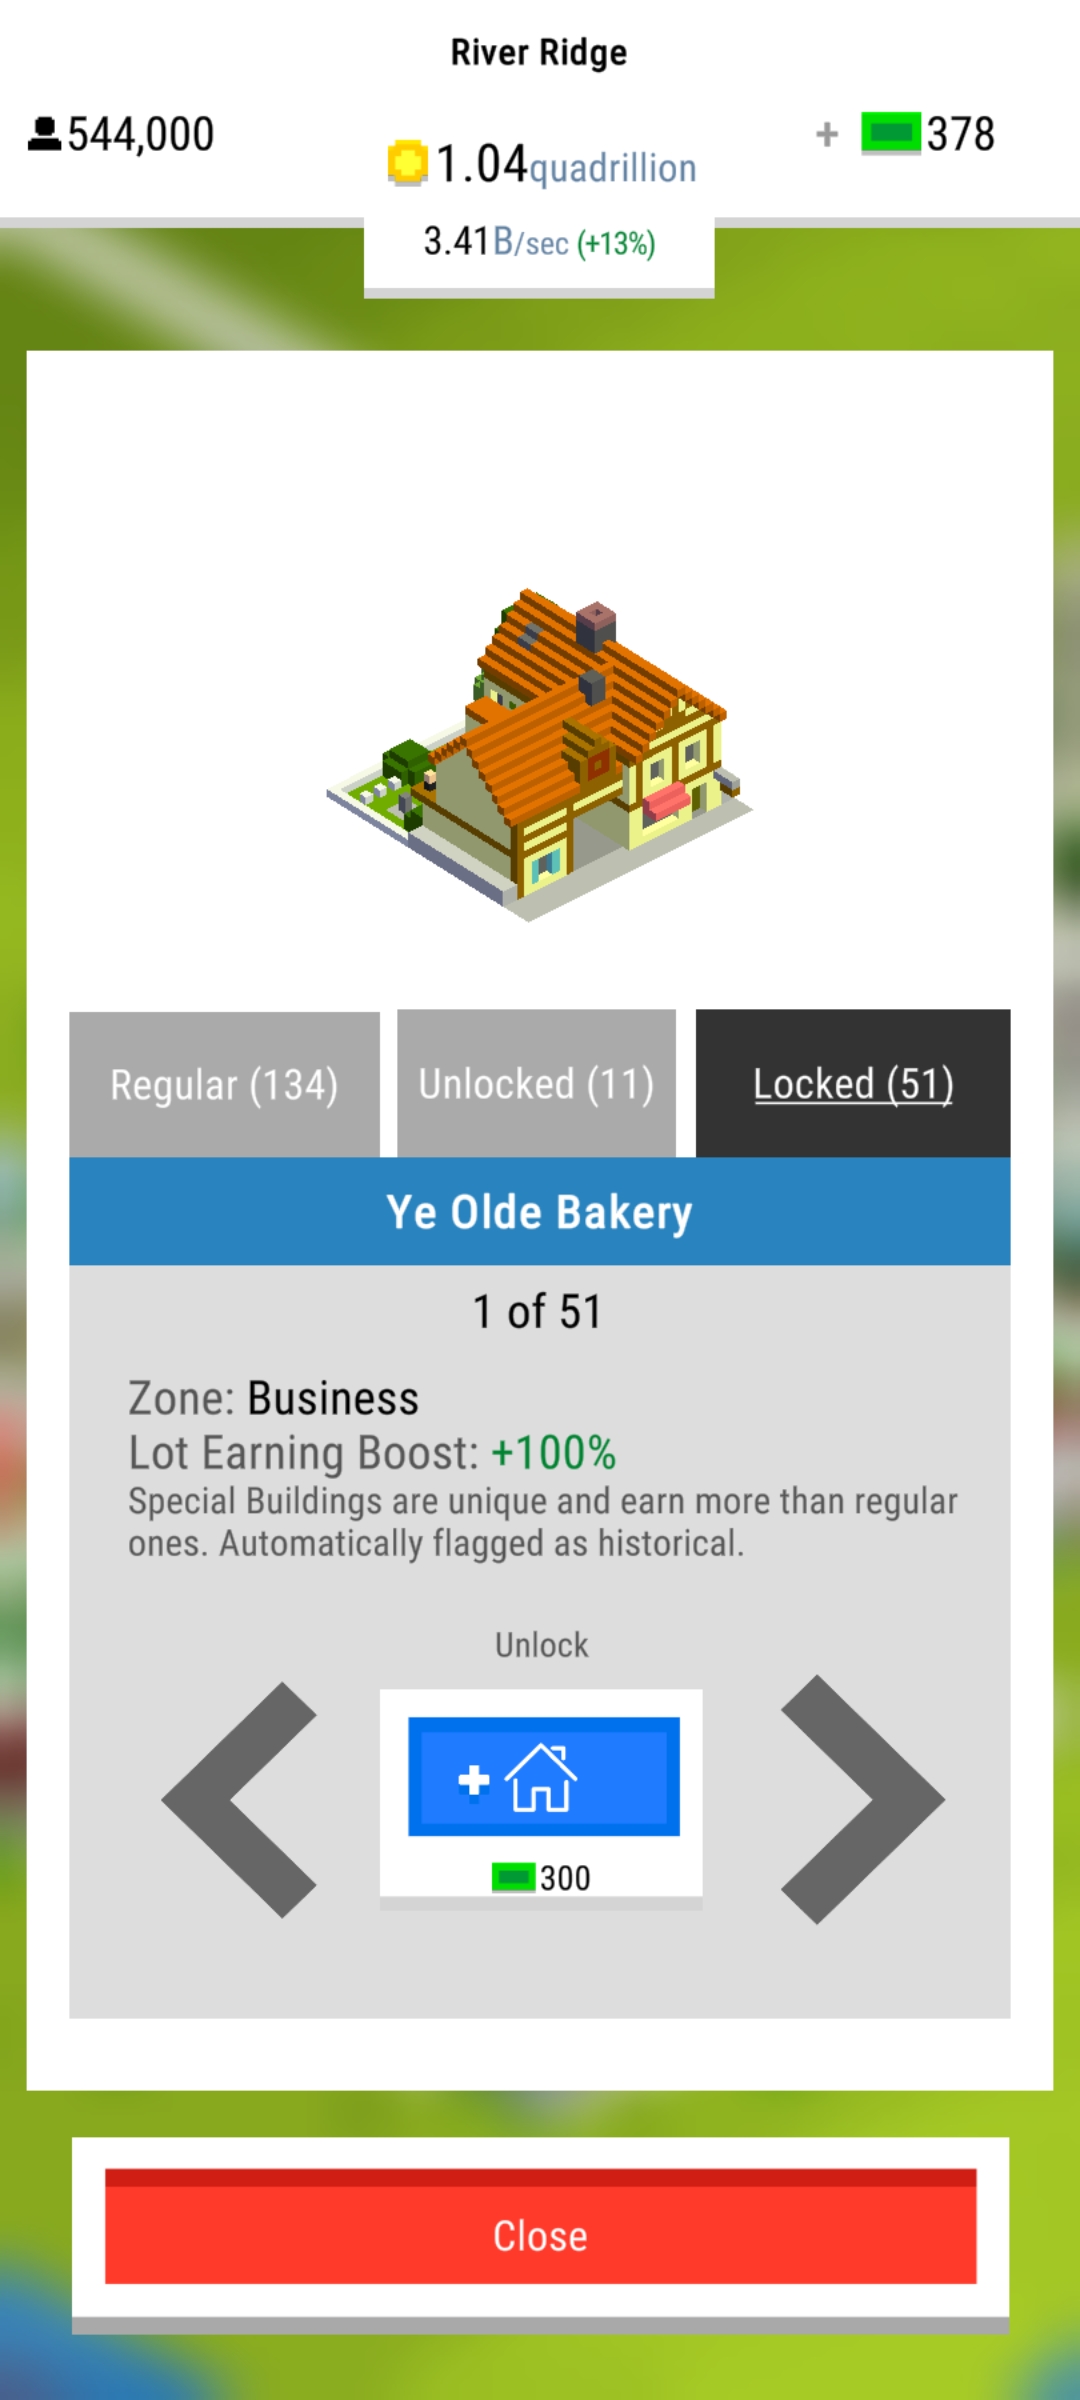 River Ridge
544,000
1.04quadrillion
+ 378
3.41B/sec (+13%)
Regular (134)
Unlocked (11)
Locked (51)
Ye Olde Bakery
1 of 51
Zone: Business
Lot Earning Boost: +100%
Special Buildings are unique and earn more than regular
ones. Automatically flagged as historical.
Unlock
300
Close